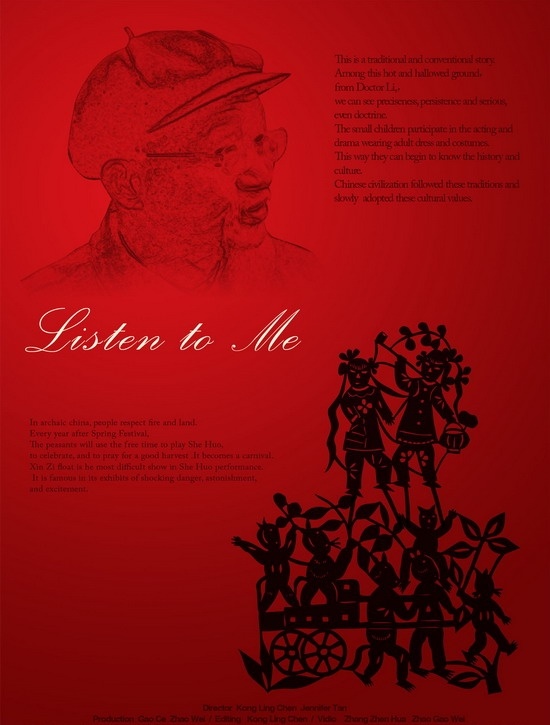 This is a traditional and conventional story.
Among this hot and hallowed ground,
from Doctor Li,
we can see preciseness, persistence and serious,
even doctrine.
The small children participate in the acting and
drama wearing adult dress and costumes.
This way they can begin to know the history and
culture.
Chinese civilization followed these traditions and
slowly adopted these cultural values.
Listen to Me
In archaic china, people respect fire and land.
Every year after Spring Festival,
The peasants will use the free time to play She Huo,
to celebrate, and to pray for a good harvest .It becomes a carnival.
Xin Zi float is he most difficult show in She Huo performance.
It is famous in its exhibits of shocking danger, astonishment,
and excitement.
Director: Kong Ling Chen Jennifer Tan
Production: Gao Ge Zhao Wei / Editing: Kong Ling Chen / Vidio: Zhang Zhen Hua Zhao Gao Wei